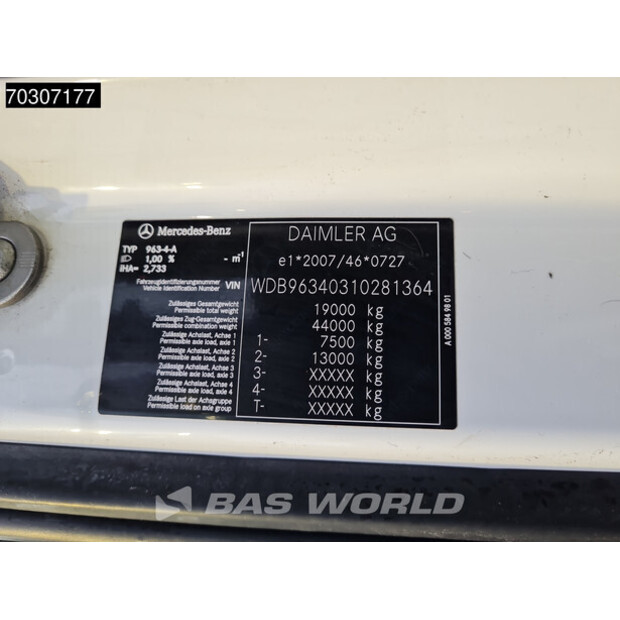 70307177
Mercedes-Benz
TYP 963-4-A
1,00 % - m⁻¹
iHA= 2,733
Fahrzeugidentifizierungsnummer
Vehicle Identification Number VIN
Zulässiges Gesamtgewicht
Permissible total weight
Zulässiges Zug-Gesamtgewicht
Permissible combination weight
Zulässige Achslast, Achse 1
Permissible axle load, axle 1
Zulässige Achslast, Achse 2
Permissible axle load, axle 2
Zulässige Achslast, Achse 3
Permissible axle load, axle 3
Zulässige Achslast, Achse 4
Permissible axle load, axle 4
Zulässige Last der Achsgruppe
Permissible load on axle group
DAIMLER AG
e1*2007/46*0727
WDB96340310281364
19000 kg
44000 kg
1- 7500 kg
2- 13000 kg
3- XXXXX kg
4- XXXXX kg
T- XXXXX kg
A 000 584 98 01
BAS WORLD